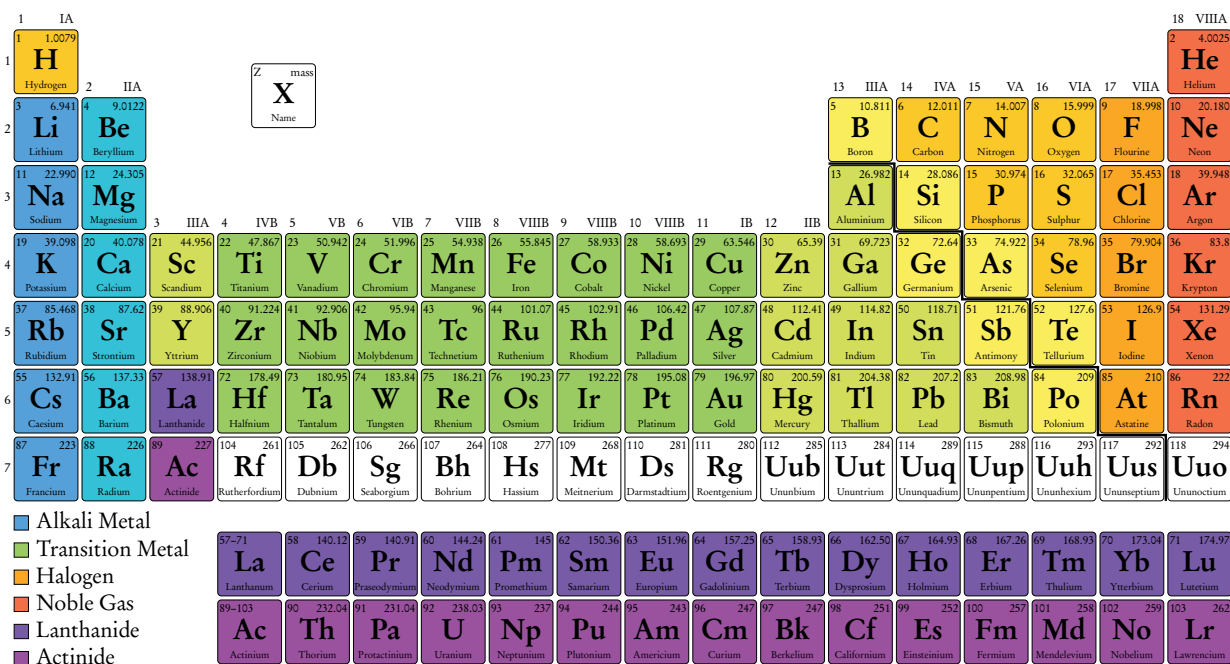 1 IA
18 VIIIA
1 1.0079
2 4.0025
H
He
Hydrogen
Helium
1
Z mass
X
Name
2 IIA
13 IIIA 14 IVA 15 VA 16 VIA 17 VIIA
3 6.941 4 9.0122 5 10.811 6 12.011 7 14.007 8 15.999 9 18.998 10 20.180
2 Li Be B C N O F Ne
Lithium Beryllium Boron Carbon Nitrogen Oxygen Flourine Neon
11 22.990 12 24.305 13 26.982 14 28.086 15 30.974 16 32.065 17 35.453 18 39.948
3 Na Mg Al Si P S Cl Ar
Sodium Magnesium Aluminium Silicon Phosphorus Sulphur Chlorine Argon
3 IIIA 4 IVB 5 VB 6 VIB 7 VIIB 8 VIIIB 9 VIIIB 10 VIIIB 11 IB 12 IIB
19 39.098 20 40.078 21 44.956 22 47.867 23 50.942 24 51.996 25 54.938 26 55.845 27 58.933 28 58.693 29 63.546 30 65.39 31 69.723 32 72.64 33 74.922 34 78.96 35 79.904 36 83.8
4 K Ca Sc Ti V Cr Mn Fe Co Ni Cu Zn Ga Ge As Se Br Kr
Potassium Calcium Scandium Titanium Vanadium Chromium Manganese Iron Cobalt Nickel Copper Zinc Gallium Germanium Arsenic Selenium Bromine Krypton
37 85.468 38 87.62 39 88.906 40 91.224 41 92.906 42 95.94 43 96 44 101.07 45 102.91 46 106.42 47 107.87 48 112.41 49 114.82 50 118.71 51 121.76 52 127.6 53 126.9 54 131.29
5 Rb Sr Y Zr Nb Mo Tc Ru Rh Pd Ag Cd In Sn Sb Te I Xe
Rubidium Strontium Yttrium Zirconium Niobium Molybdenum Technetium Ruthenium Rhodium Palladium Silver Cadmium Indium Tin Antimony Tellurium Iodine Xenon
55 132.91 56 137.33 57 138.91 72 178.49 73 180.95 74 183.84 75 186.21 76 190.23 77 192.22 78 195.08 79 196.97 80 200.59 81 204.38 82 207.2 83 208.98 84 209 85 210 86 222
6 Cs Ba La Hf Ta W Re Os Ir Pt Au Hg Tl Pb Bi Po At Rn
Caesium Barium Lanthanide Halfnium Tantalum Tungsten Rhenium Osmium Iridium Platinum Gold Mercury Thallium Lead Bismuth Polonium Astatine Radon
87 223 88 226 89 227 104 261 105 262 106 266 107 264 108 277 109 268 110 281 111 280 112 285 113 284 114 289 115 288 116 293 117 292 118 294
7 Fr Ra Ac Rf Db Sg Bh Hs Mt Ds Rg Uub Uut Uuq Uup Uuh Uus Uuo
Francium Radium Actinide Rutherfordium Dubnium Seaborgium Bohrium Hassium Meitnerium Darmstadtium Roentgenium Ununbium Ununtrium Ununquadium Ununpentium Ununhexium Ununseptium Ununoctium
Alkali Metal
Transition Metal
Halogen
Noble Gas
Lanthanide
Actinide
57-71 58 140.12 59 140.91 60 144.24 61 145 62 150.36 63 151.96 64 157.25 65 158.93 66 162.50 67 164.93 68 167.26 69 168.93 70 173.04 71 174.97
La Ce Pr Nd Pm Sm Eu Gd Tb Dy Ho Er Tm Yb Lu
Lanthanum Cerium Praseodymium Neodymium Promethium Samarium Europium Gadolinium Terbium Dysprosium Holmium Erbium Thulium Ytterbium Lutetium
89-103 90 232.04 91 231.04 92 238.03 93 237 94 244 95 243 96 247 97 247 98 251 99 252 100 257 101 258 102 259 103 262
Ac Th Pa U Np Pu Am Cm Bk Cf Es Fm Md No Lr
Actinium Thorium Protactinium Uranium Neptunium Plutonium Americium Curium Berkelium Californium Einsteinium Fermium Mendelevium Nobelium Lawrencium